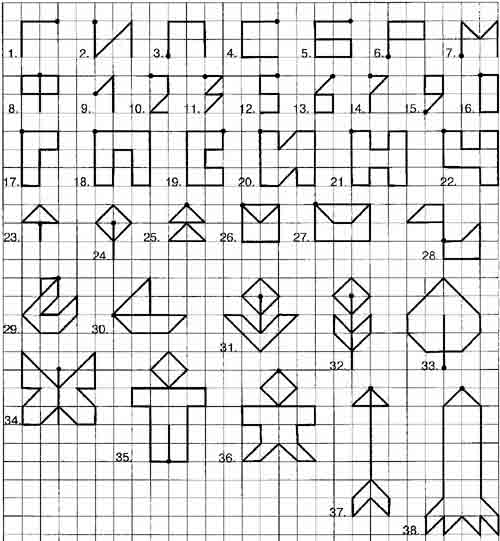 1. 2. 3. 4. 5. 6. 7.
8. 9. 10. 11. 12. 13. 14. 15. 16.
17. 18. 19. 20. 21. 22.
23. 24. 25. 26. 27. 28.
29. 30. 31. 32. 33.
34. 35. 36. 37. 38.